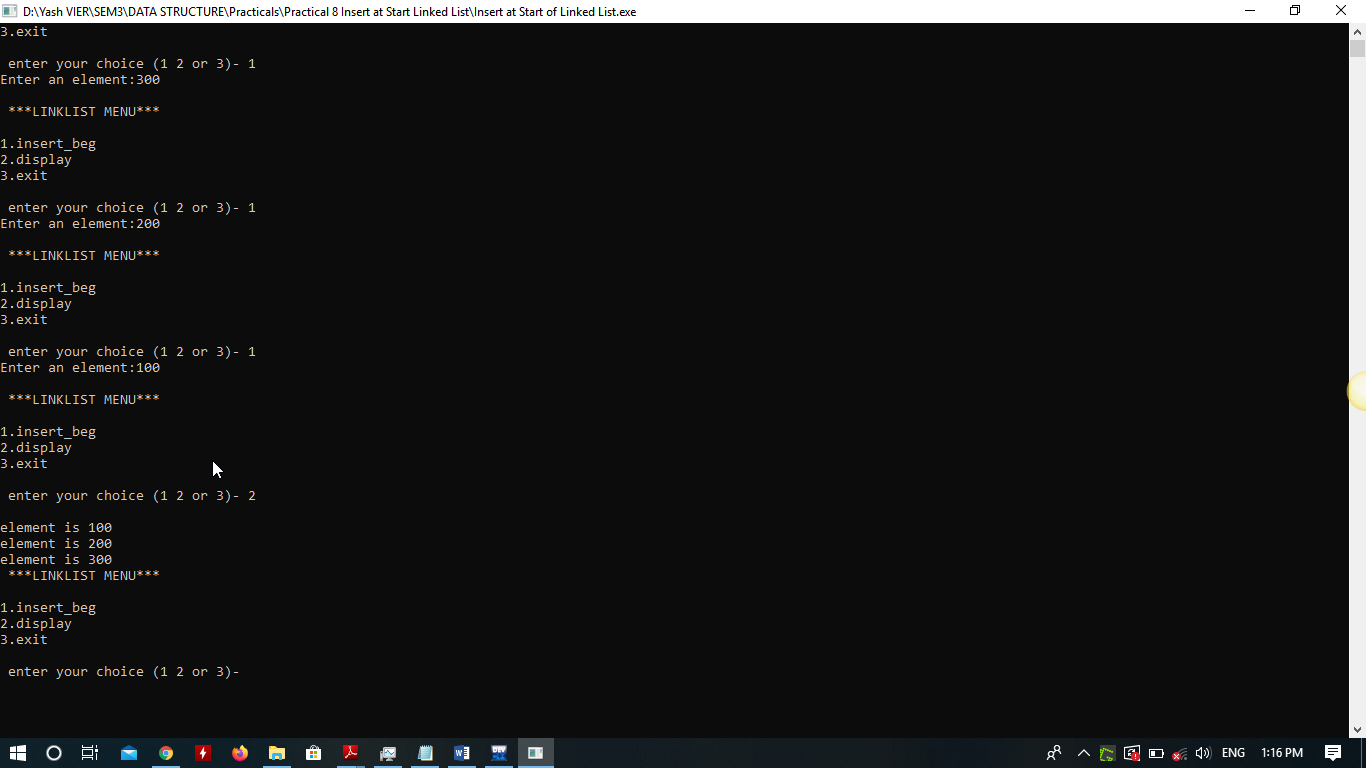 D:\Yash VIER\SEM3\DATA STRUCTURE\Practicals\Practical 8 Insert at Start Linked List\Insert at Start of Linked List.exe
3.exit
enter your choice (1 2 or 3)- 1
Enter an element:300
***LINKLIST MENU***
1.insert_beg
2.display
3.exit
enter your choice (1 2 or 3)- 1
Enter an element:200
***LINKLIST MENU***
1.insert_beg
2.display
3.exit
enter your choice (1 2 or 3)- 1
Enter an element:100
***LINKLIST MENU***
1.insert_beg
2.display
3.exit
enter your choice (1 2 or 3)- 2
element is 100
element is 200
element is 300
***LINKLIST MENU***
1.insert_beg
2.display
3.exit
enter your choice (1 2 or 3)-
ENG 1:16 PM